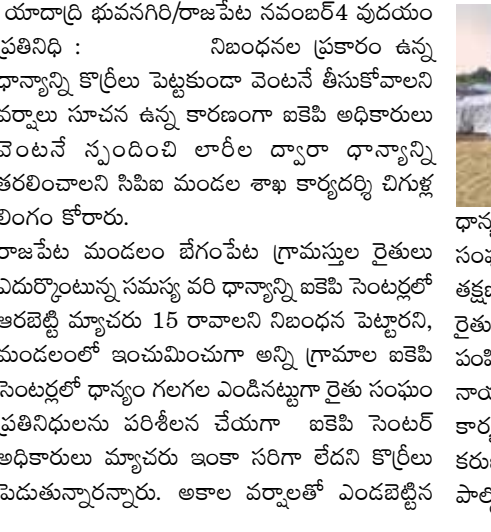 యాదాద్రి భువనగిరి/రాజపేట నవంబర్4 వుదయం
ప్రతినిధి : నిబంధనల ప్రకారం ఉన్న
ధాన్యాన్ని కొర్రీలు పెట్టకుండా వెంటనే తీసుకోవాలని
వర్షాలు సూచన ఉన్న కారణంగా ఐకెపి అధికారులు
వెంటనే స్పందించి లారీల ద్వారా ధాన్యాన్ని
తరలించాలని సిపిఐ మండల శాఖ కార్యదర్శి చిగుళ్ల
లింగం కోరారు.
రాజపేట మండలం బేగంపేట గ్రామస్తుల రైతులు
ఎదుర్కొంటున్న సమస్య వరి ధాన్యాన్ని ఐకెపి సెంటర్లలో
ఆరబెట్టి మ్యాచరు 15 రావాలని నిబంధన పెట్టారని,
మండలంలో ఇంచుమించుగా అన్ని గ్రామాల ఐకెపి
సెంటర్లలో ధాన్యం గలగల ఎండినట్టుగా రైతు సంఘం
ప్రతినిధులను పరిశీలన చేయగా ఐకెపి సెంటర్
అధికారులు మ్యాచరు ఇంకా సరిగా లేదని కొర్రీలు
పెడుతున్నారన్నారు. అకాల వర్షాలతో ఎండబెట్టిన